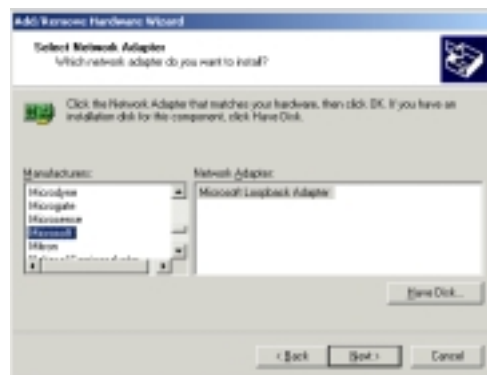 Add/Remove Hardware Wizard
Select Network Adapter
Which network adapter do you want to install?
Click the Network Adapter that matches your hardware, then click OK. If you have an
installation disk for this component, click Have Disk.
Manufacturers:
Network Adapter:
Microdyne
Microgate
Microsoft Loopback Adapter
Microsoft
Mitron
Have Disk...
< Back
Next >
Cancel